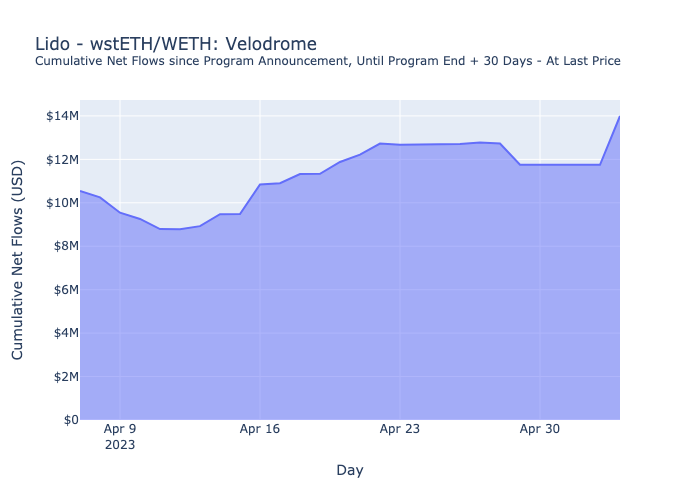 Lido - wstETH/WETH: Velodrome
Cumulative Net Flows since Program Announcement, Until Program End + 30 Days - At Last Price
Cumulative Net Flows (USD)
$14M
$12M
$10M
$8M
$6M
$4M
$2M
$0
Apr 9 Apr 16 Apr 23 Apr 30
2023
Day